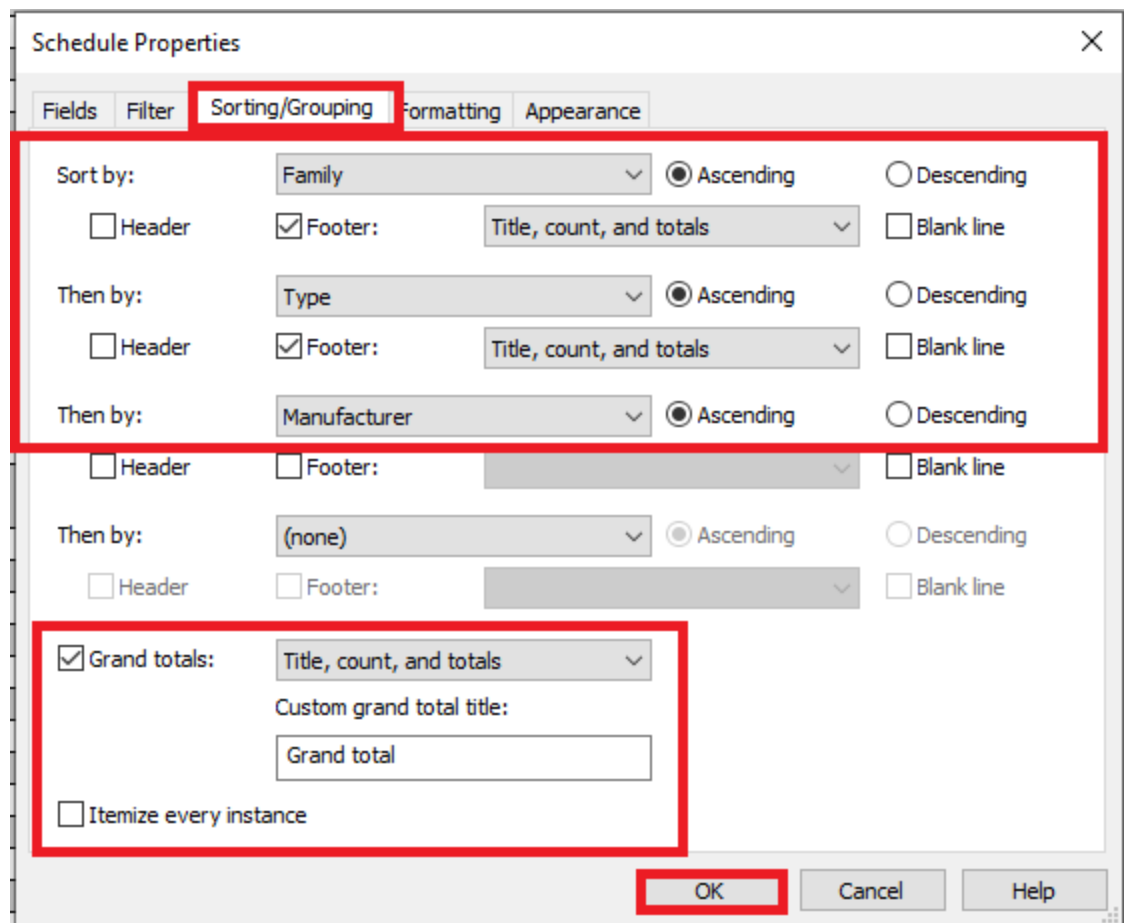 Schedule Properties
Fields Filter Sorting/Grouping Formatting Appearance
Sort by: Family Ascending Descending
Header Footer: Title, count, and totals Blank line
Then by: Type Ascending Descending
Header Footer: Title, count, and totals Blank line
Then by: Manufacturer Ascending Descending
Header Footer: Blank line
Then by: (none) Ascending Descending
Header Footer: Blank line
Grand totals: Title, count, and totals
Custom grand total title:
Grand total
Itemize every instance
OK Cancel Help